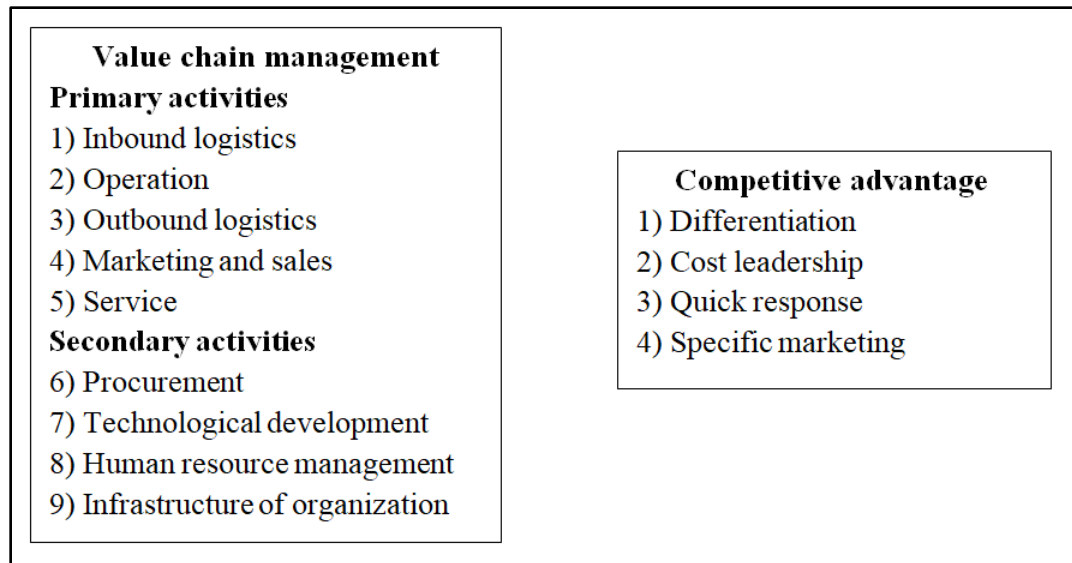 Value chain management
Primary activities
1) Inbound logistics
2) Operation
3) Outbound logistics
4) Marketing and sales
5) Service
Secondary activities
6) Procurement
7) Technological development
8) Human resource management
9) Infrastructure of organization
Competitive advantage
1) Differentiation
2) Cost leadership
3) Quick response
4) Specific marketing